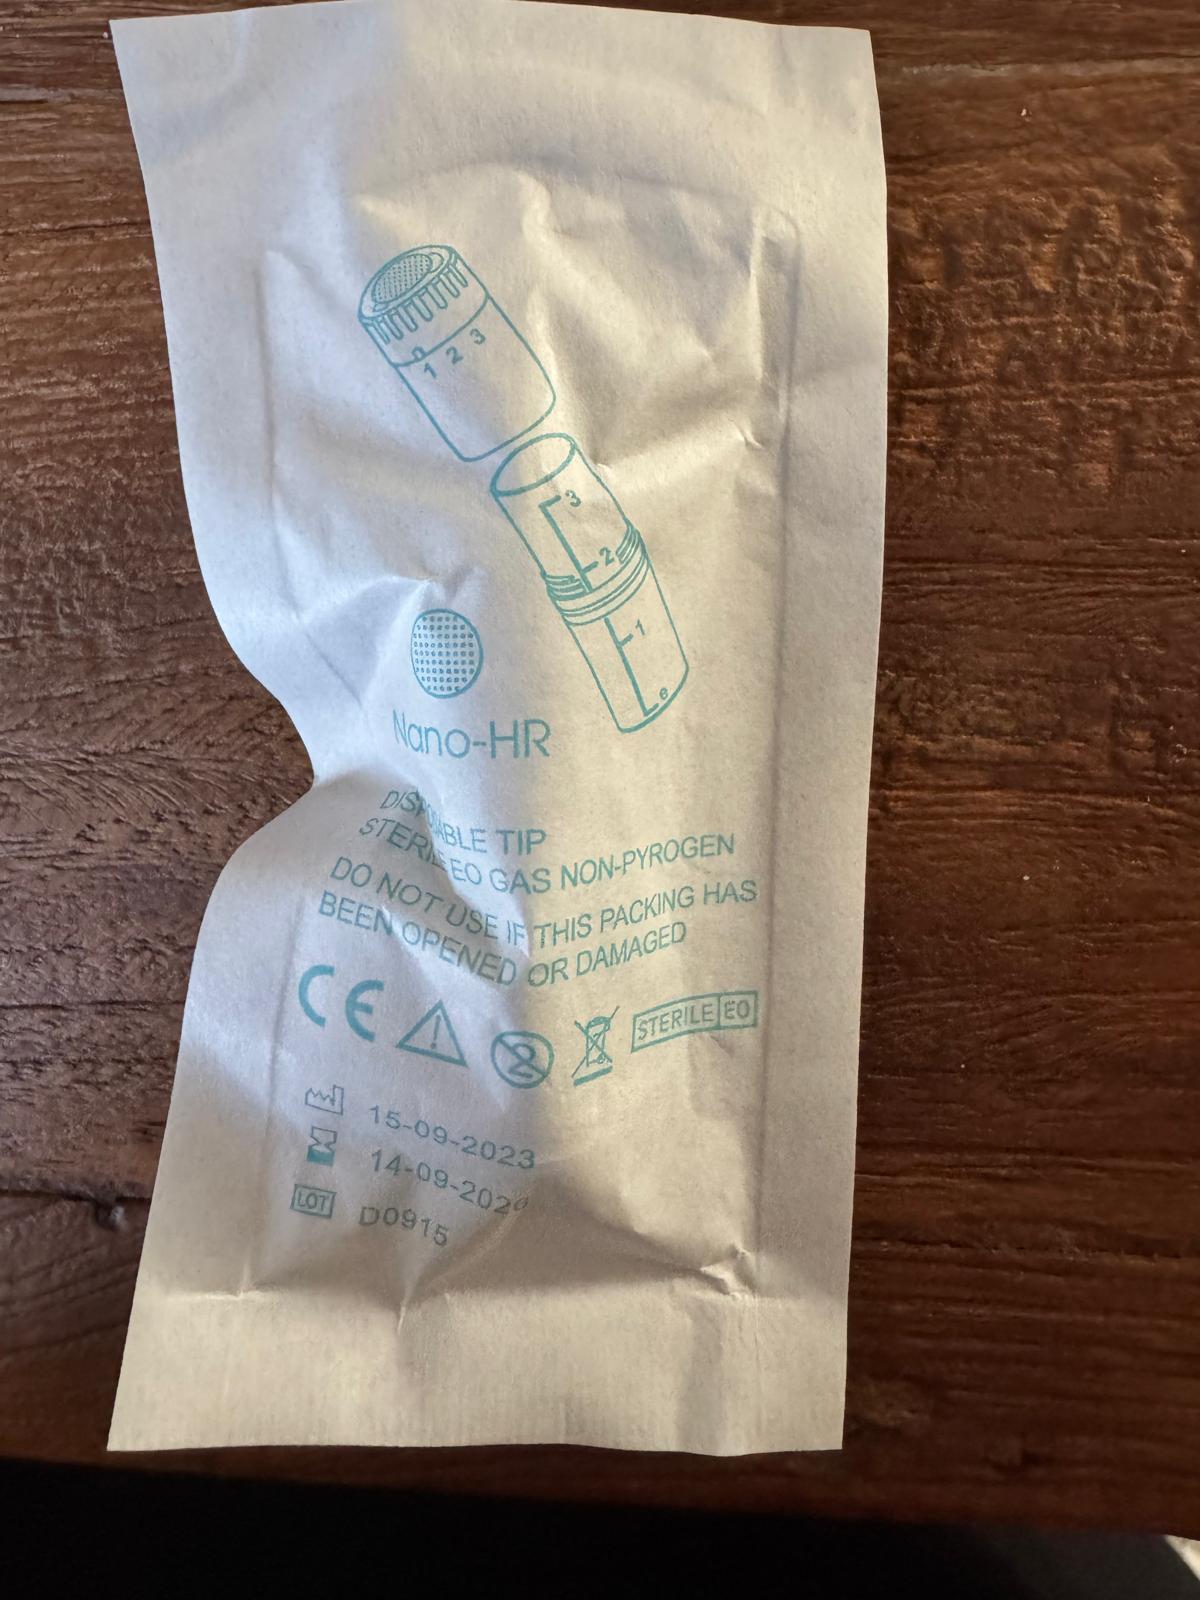 1 2 3
3
2
1
Nano-HR
DISPOSABLE TIP
STERILE EO GAS NON-PYROGEN
DO NOT USE IF THIS PACKING HAS
BEEN OPENED OR DAMAGED
CE
2
STERILE EO
15-09-2023
LOT D0915